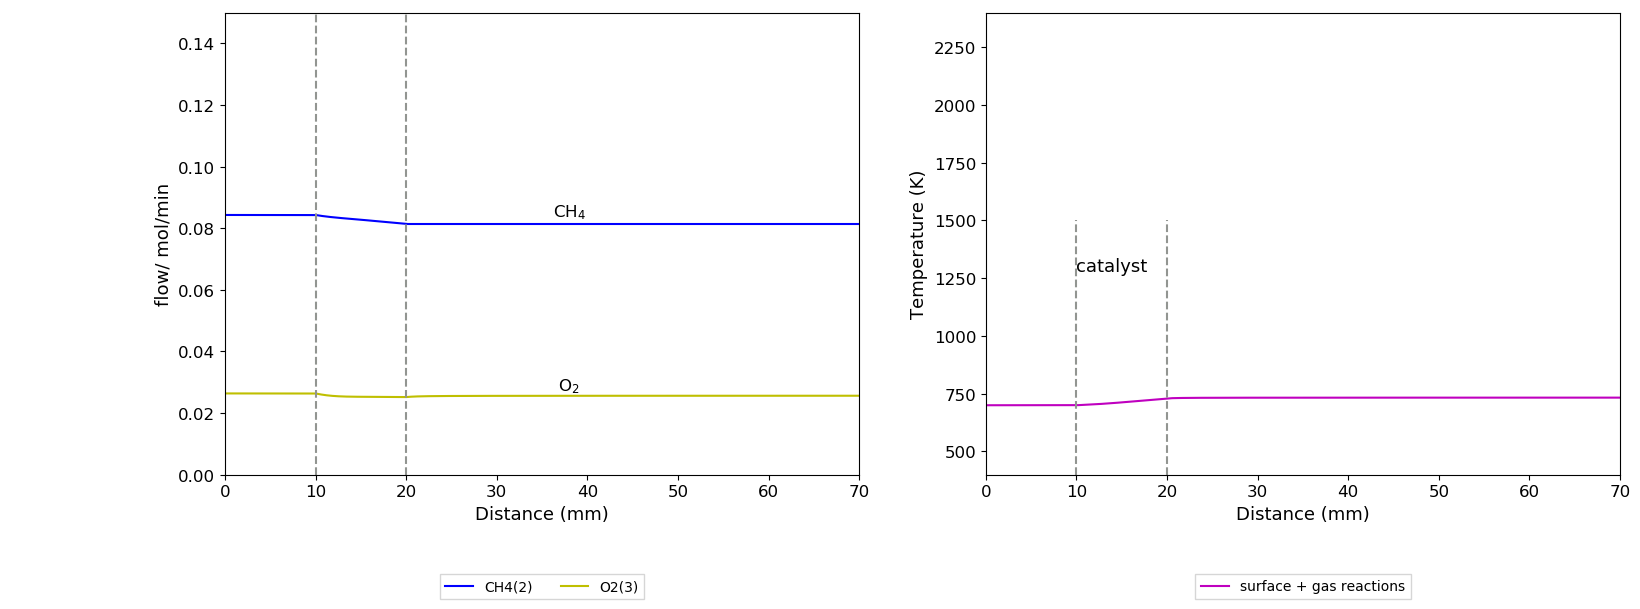 0.14
0.12
0.10
0.08
0.06
0.04
0.02
0.00
flow/ mol/min
CH₄
O₂
0 10 20 30 40 50 60 70
Distance (mm)
CH4(2) O2(3)
2250
2000
1750
1500
1250
1000
750
500
Temperature (K)
catalyst
0 10 20 30 40 50 60 70
Distance (mm)
surface + gas reactions